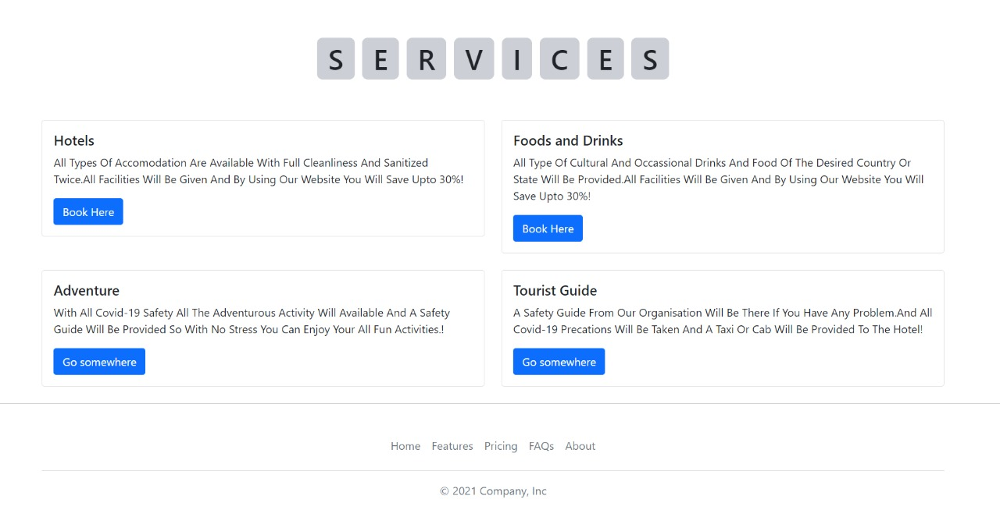 SERVICES
Hotels
All Types Of Accomodation Are Available With Full Cleanliness And Sanitized
Twice.All Facilities Will Be Given And By Using Our Website You Will Save Upto 30%!
Book Here
Foods and Drinks
All Type Of Cultural And Occassional Drinks And Food Of The Desired Country Or
State Will Be Provided.All Facilities Will Be Given And By Using Our Website You Will
Save Upto 30%!
Book Here
Adventure
With All Covid-19 Safety All The Adventurous Activity Will Available And A Safety
Guide Will Be Provided So With No Stress You Can Enjoy Your All Fun Activities.!
Go somewhere
Tourist Guide
A Safety Guide From Our Organisation Will Be There If You Have Any Problem.And All
Covid-19 Precations Will Be Taken And A Taxi Or Cab Will Be Provided To The Hotel!
Go somewhere
Home Features Pricing FAQs About
© 2021 Company, Inc